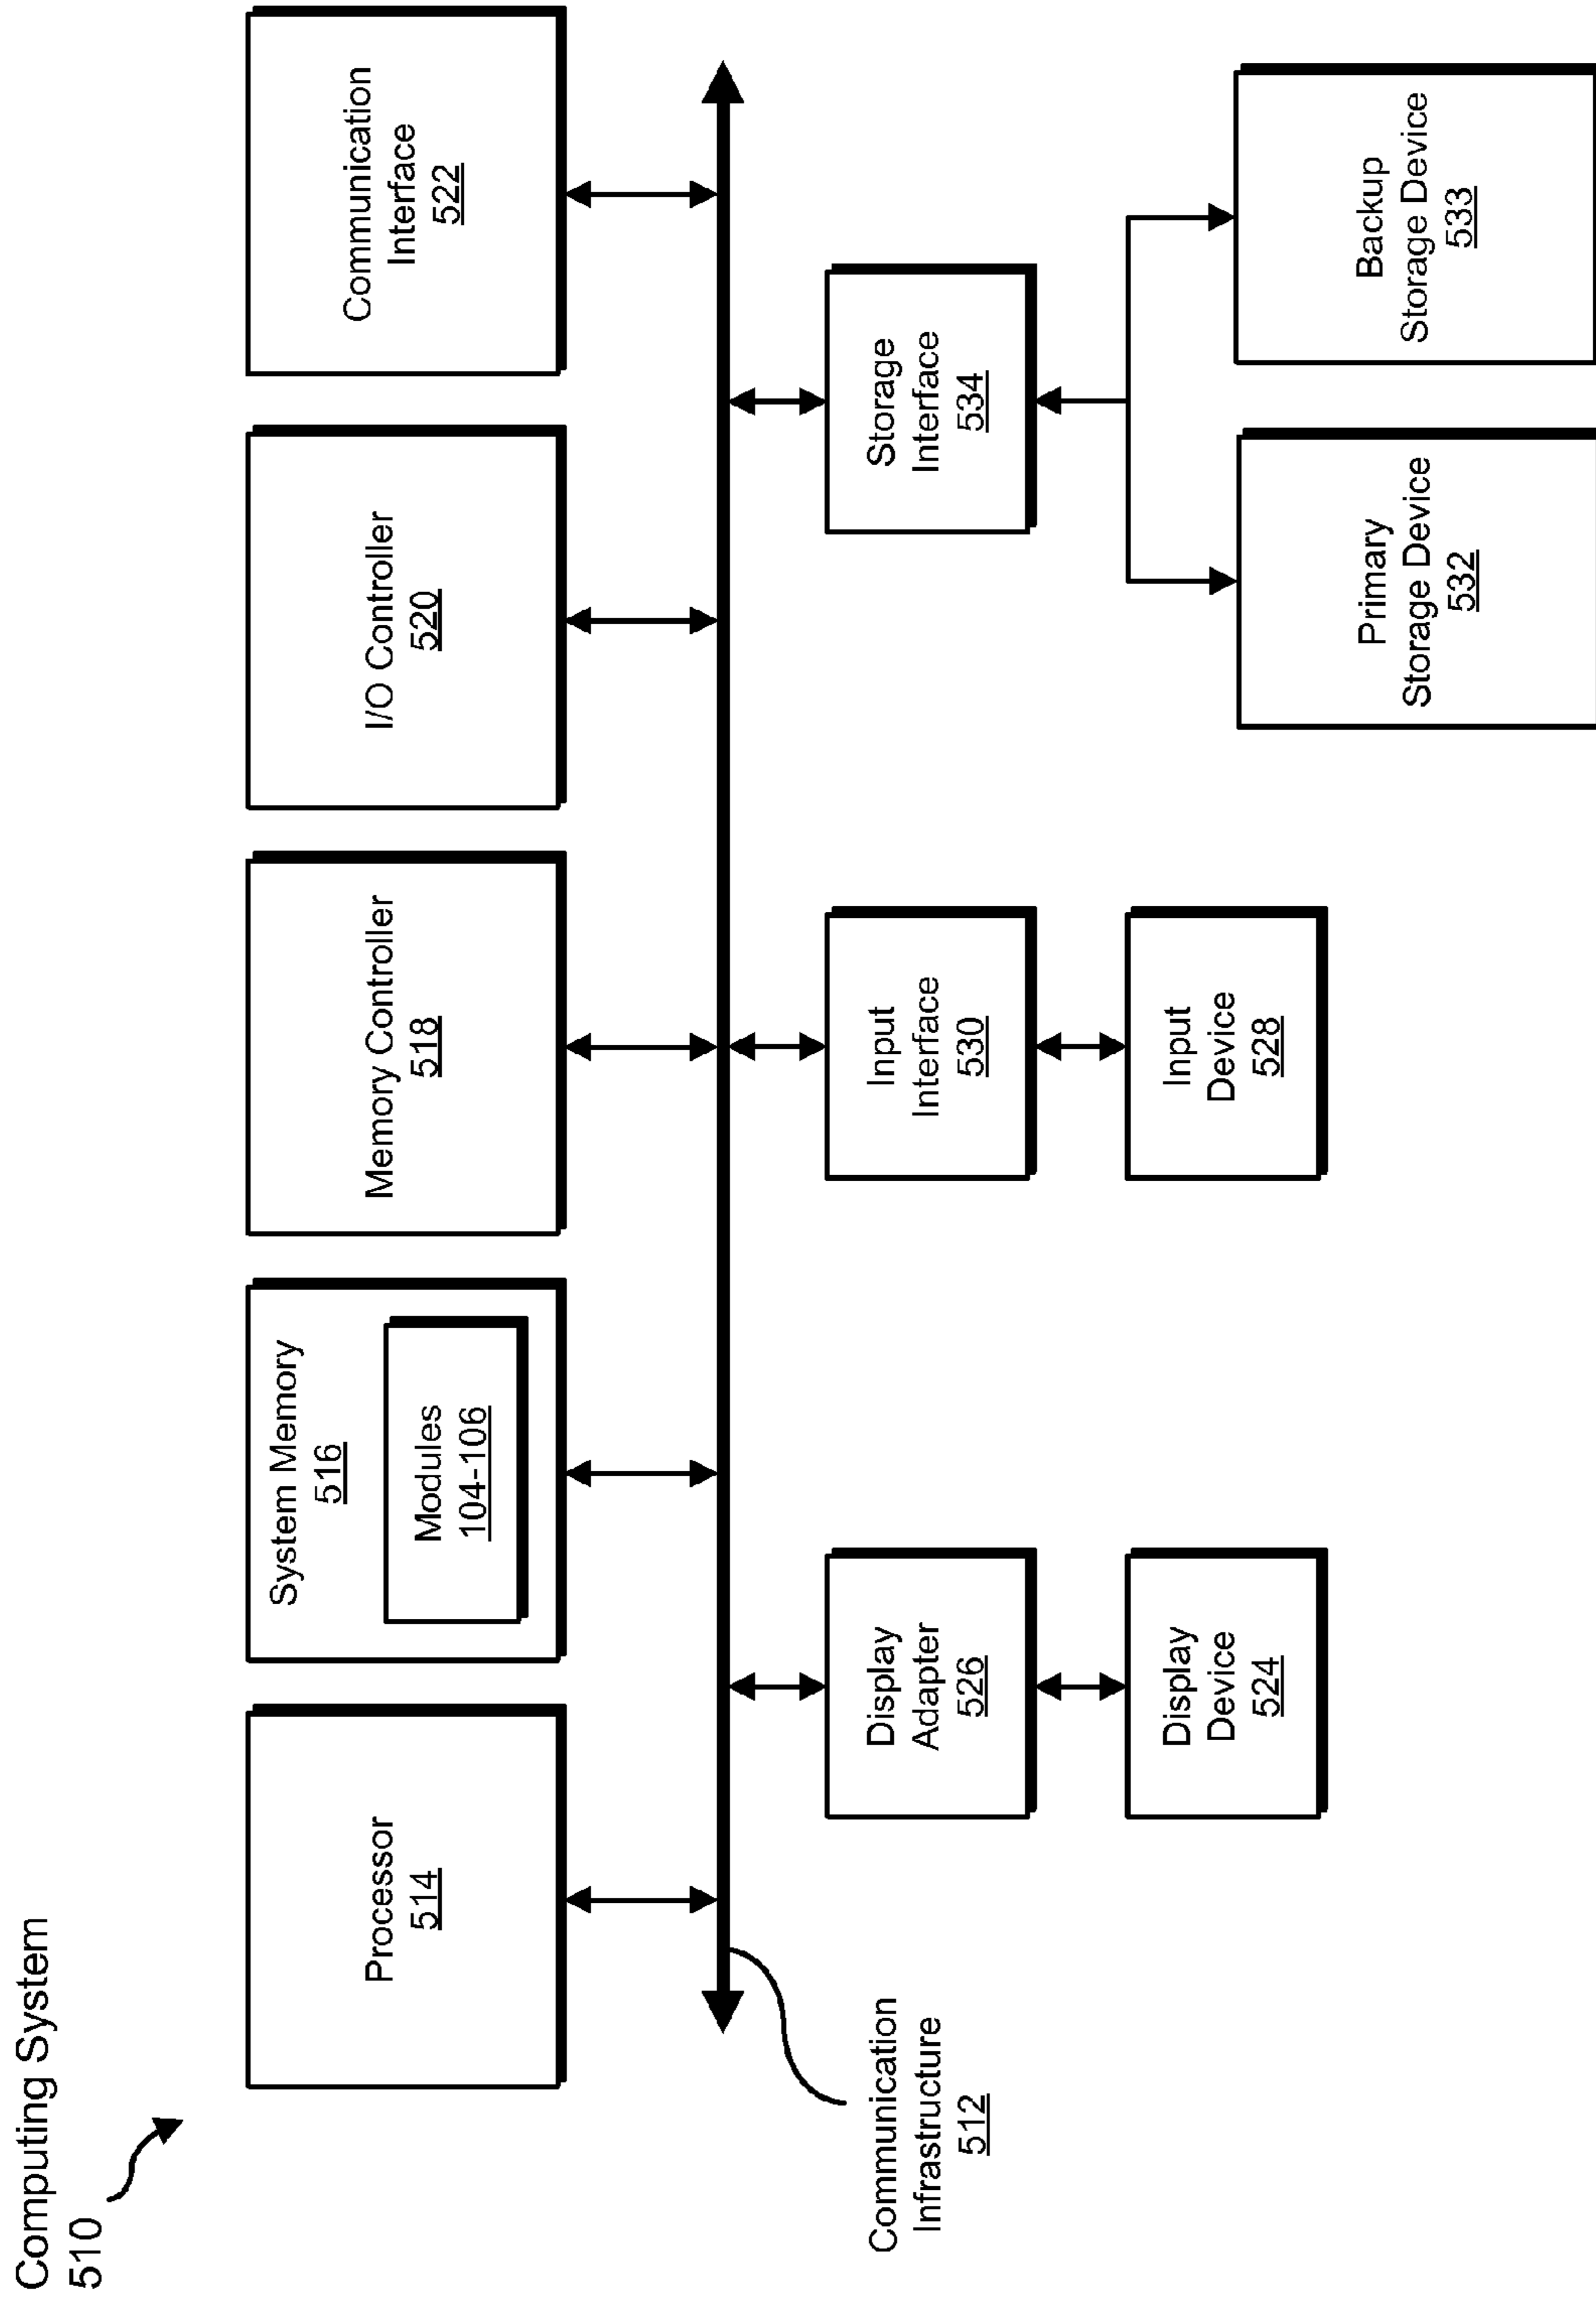 Computing System
510
Processor
514
System Memory
516
Modules
104-106
Memory Controller
518
I/O Controller
520
Communication
Interface
522
Communication
Infrastructure
512
Display
Adapter
526
Input
Interface
530
Storage
Interface
534
Display
Device
524
Input
Device
528
Primary
Storage Device
532
Backup
Storage Device
533